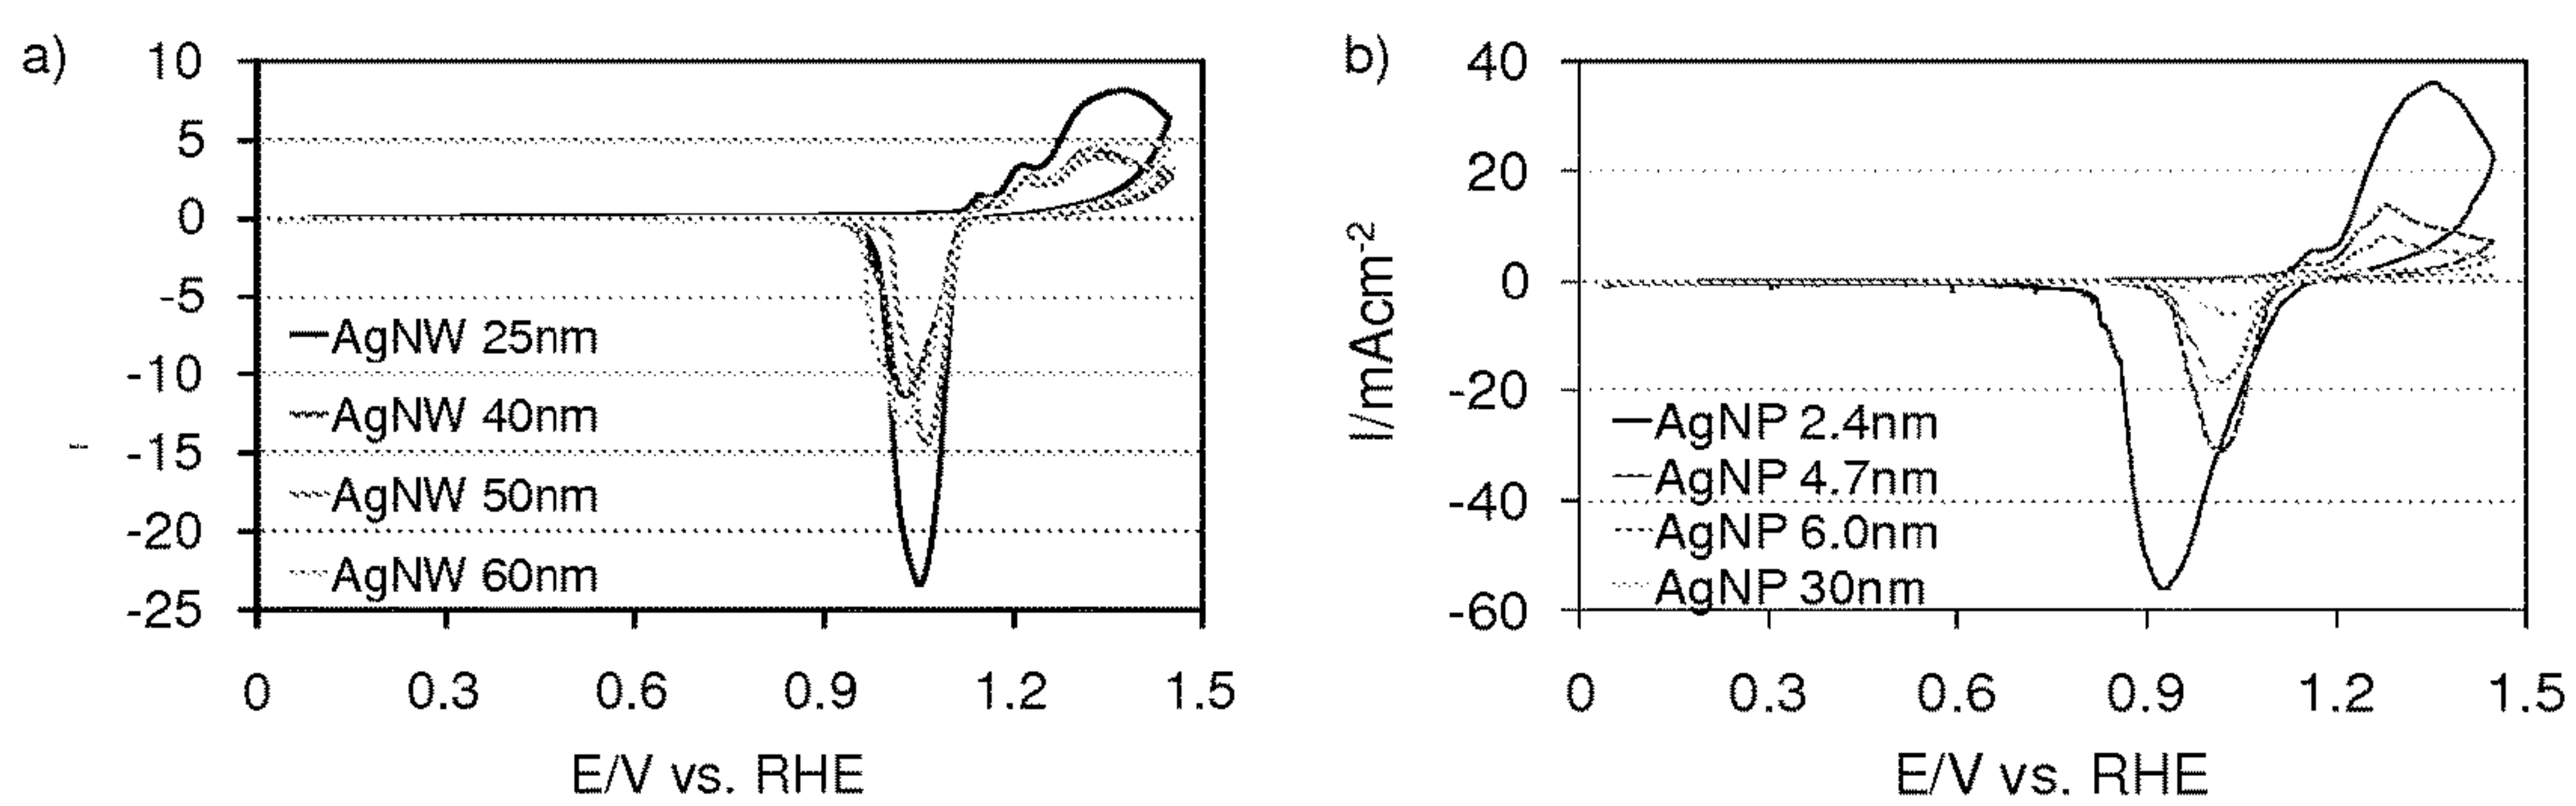 a)
10
5
0
-5
-10
-15
-20
-25
AgNW 25nm
AgNW 40nm
AgNW 50nm
AgNW 60nm
0 0.3 0.6 0.9 1.2 1.5
E/V vs. RHE
b)
I/mAcm-2
40
20
0
-20
-40
-60
AgNP 2.4nm
AgNP 4.7nm
AgNP 6.0nm
AgNP 30nm
0 0.3 0.6 0.9 1.2 1.5
E/V vs. RHE